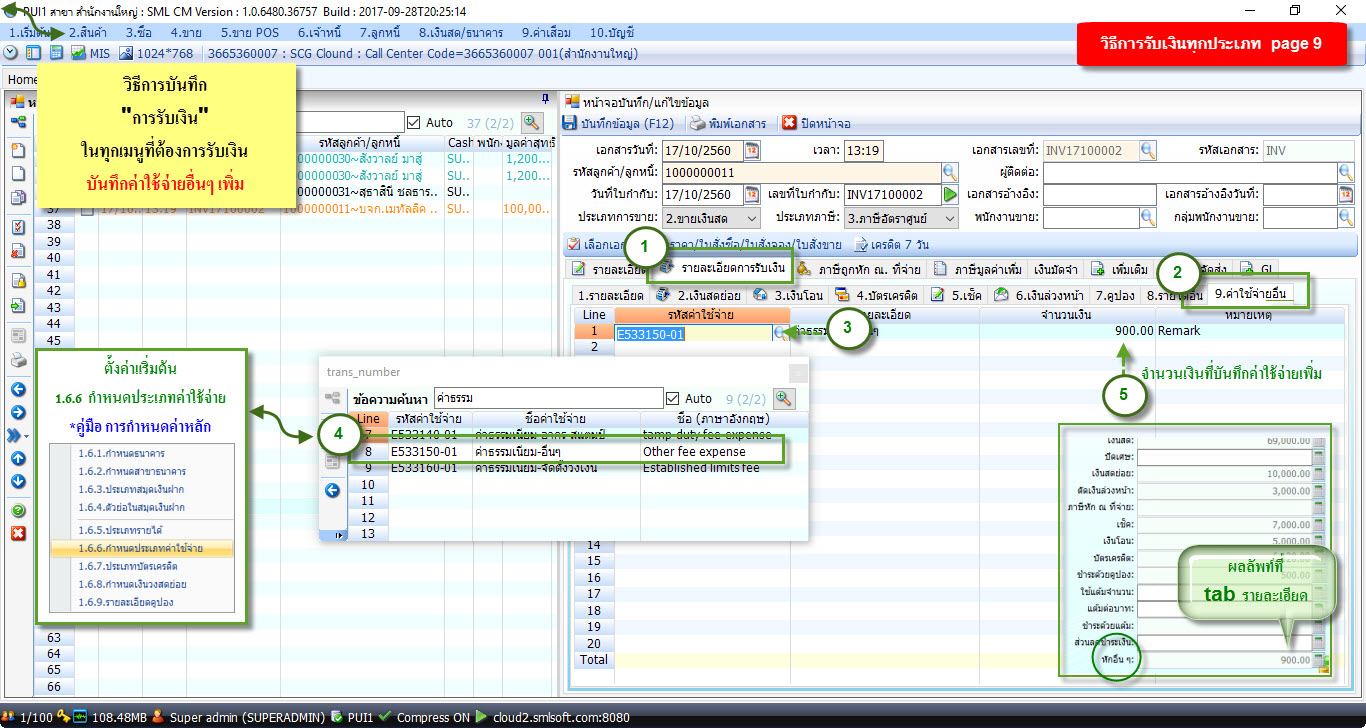 PUI1 สาขา สำนักงานใหญ่ : SML CM Version : 1.0.6480.36757 Build : 2017-09-28T20:25:14
1.เริ่มต้น 2.สินค้า 3.ซื้อ 4.ขาย 5.ขาย POS 6.เจ้าหนี้ 7.ลูกหนี้ 8.เงินสด/ธนาคาร 9.ค่าเสื่อม 10.บัญชี
วิธีการรับเงินทุกประเภท page 9
MIS 1024*768 3665360007 : SCG Clound : Call Center Code=3665360007 001(สำนักงานใหญ่)
Home
วิธีการบันทึก
"การรับเงิน"
ในทุกเมนูที่ต้องการรับเงิน
บันทึกค่าใช้จ่ายอื่นๆ เพิ่ม
Auto 37 (2/2)
รหัสลูกค้า/ลูกหนี้ Cash พนักง มูลค่าสุทธิ
000000030~สังวาลย์ มาสู่ SU... 1,200...
000000030~สังวาลย์ มาสู่ SU... 1,200...
000000031~สุธาสินี ชลธาร... SU...
37 17/10... 13:19 INV17100002 1000000011~บจก.เมทัลลิค ... SU... 100,00...
38
39
40
41
42
43
44
45
หน้าจอบันทึก/แก้ไขข้อมูล
บันทึกข้อมูล (F12) พิมพ์เอกสาร ปิดหน้าจอ
เอกสารวันที่: 17/10/2560 เวลา: 13:19 เอกสารเลขที่: INV17100002 รหัสเอกสาร: INV
รหัสลูกค้า/ลูกหนี้: 1000000011 ผู้ติดต่อ:
วันที่ใบกำกับ: 17/10/2560 เลขที่ใบกำกับ: INV17100002 เอกสารอ้างอิง: เอกสารอ้างอิงวันที่:
ประเภทการขาย: 2.ขายเงินสด ประเภทภาษี: 3.ภาษีอัตราศูนย์ พนักงานขาย: กลุ่มพนักงานขาย:
เลือกเอก ราคา/ใบสั่งซื้อ/ใบสั่งจอง/ใบสั่งขาย เครดิต 7 วัน
1
รายละเอียด รายละเอียดการรับเงิน ภาษีถูกหัก ณ. ที่จ่าย ภาษีมูลค่าเพิ่ม เงินมัดจำ เพิ่มเติม จัดส่ง GL
2
1.รายละเอียด 2.เงินสดย่อย 3.เงินโอน 4.บัตรเครดิต 5.เช็ค 6.เงินล่วงหน้า 7.คูปอง 8.รายได้อื่น 9.ค่าใช้จ่ายอื่น
Line รหัสค่าใช้จ่าย รายละเอียด จำนวนเงิน หมายเหตุ
1 E533150-01 ค่าธรรม 900.00 Remark
2
3
5
จำนวนเงินที่บันทึกค่าใช้จ่ายเพิ่ม
ตั้งค่าเริ่มต้น
1.6.6 กำหนดประเภทค่าใช้จ่าย
*คู่มือ การกำหนดค่าหลัก
1.6.1.กำหนดธนาคาร
1.6.2.กำหนดสาขาธนาคาร
1.6.3.ประเภทสมุดเงินฝาก
1.6.4.ตัวย่อในสมุดเงินฝาก
1.6.5.ประเภทรายได้
1.6.6.กำหนดประเภทค่าใช้จ่าย
1.6.7.ประเภทบัตรเครดิต
1.6.8.กำหนดเงินวงสดย่อย
1.6.9.รายละเอียดคูปอง
63
64
65
66
trans_number
ข้อความค้นหา ค่าธรรม Auto 9 (2/2)
4
Line รหัสค่าใช้จ่าย ชื่อค่าใช้จ่าย ชื่อ (ภาษาอังกฤษ)
7 E533140-01 ค่าธรรมเนียม-อากร สแตมป์ tamp duty fee expense
8 E533150-01 ค่าธรรมเนียม-อื่นๆ Other fee expense
9 E533160-01 ค่าธรรมเนียม-จัดตั้งวงเงิน Established limits fee
10
11
12
13
14
15
16
17
18
19
20
Total
เงินสด: 69,000.00
ปัดเศษ:
เงินสดย่อย: 10,000.00
ตัดเงินล่วงหน้า: 3,000.00
ภาษีหัก ณ ที่จ่าย:
เช็ค: 7,000.00
เงินโอน: 5,000.00
บัตรเครดิต:
ชำระด้วยคูปอง: 500.00
ใช้แต้มจำนวน:
แต้มต่อบาท:
ชำระด้วยแต้ม:
ส่วนลดชำระเงิน:
หักอื่น ๆ: 900.00
ผลลัพท์ที่
tab รายละเอียด
1/100 108.48MB Super admin (SUPERADMIN) PUI1 Compress ON cloud2.smlsoft.com:8080